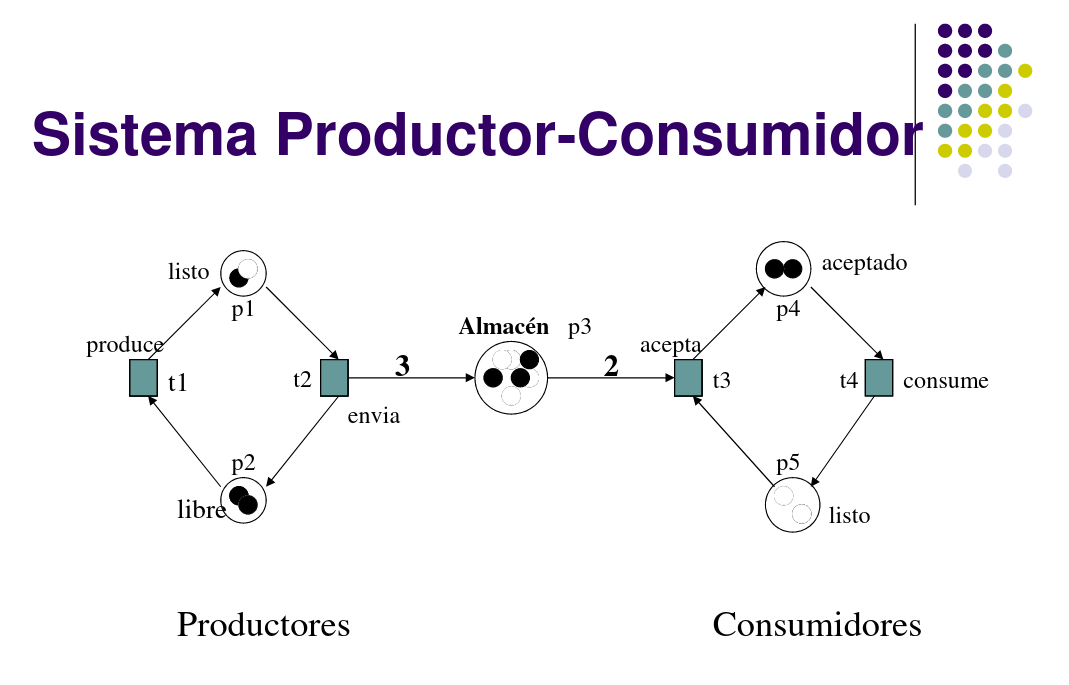 Sistema Productor-Consumidor
listo
p1
aceptado
p4
Almacén p3
produce
acepta
t1
t2
3
2
t3
t4
consume
envia
p2
p5
libre
listo
Productores
Consumidores